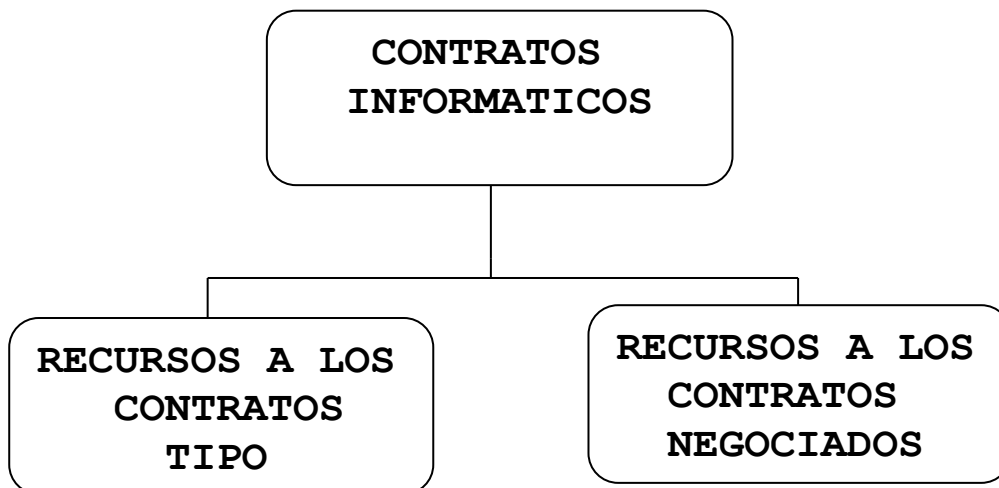 CONTRATOS
INFORMATICOS
RECURSOS A LOS
CONTRATOS
TIPO
RECURSOS A LOS
CONTRATOS
NEGOCIADOS